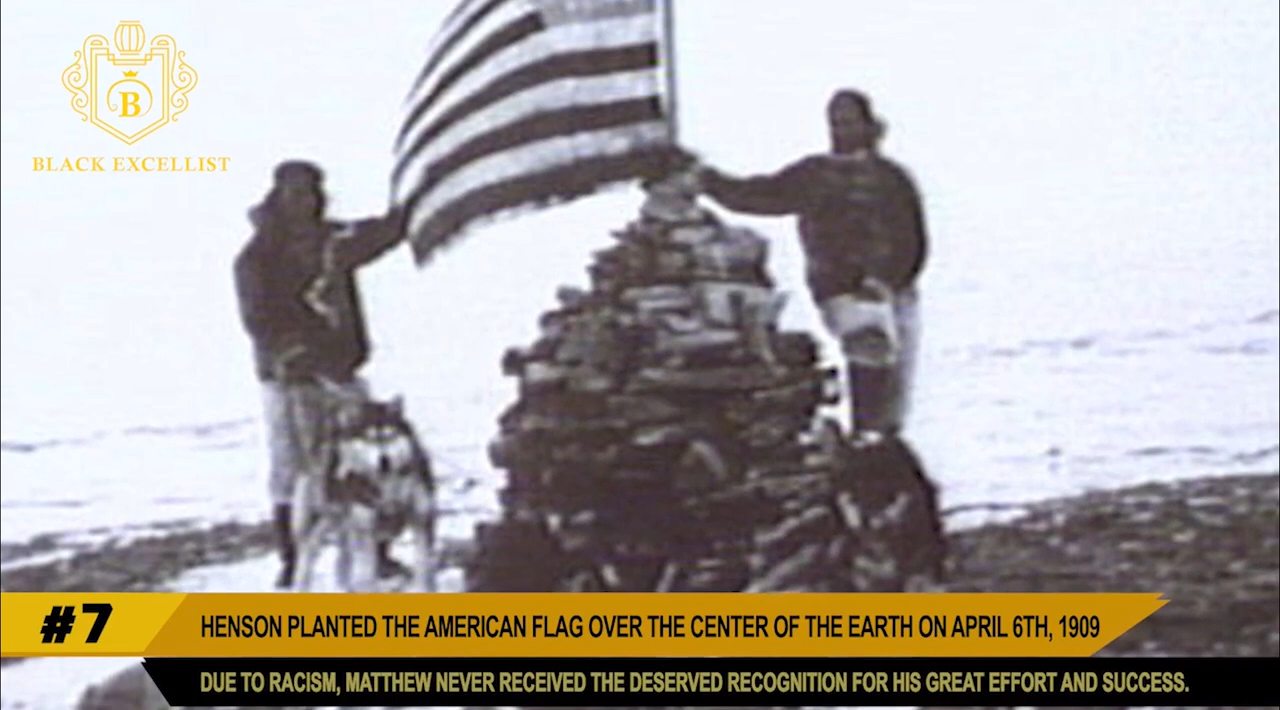 B
BLACK EXCELLIST
#7
HENSON PLANTED THE AMERICAN FLAG OVER THE CENTER OF THE EARTH ON APRIL 6TH, 1909
DUE TO RACISM, MATTHEW NEVER RECEIVED THE DESERVED RECOGNITION FOR HIS GREAT EFFORT AND SUCCESS.